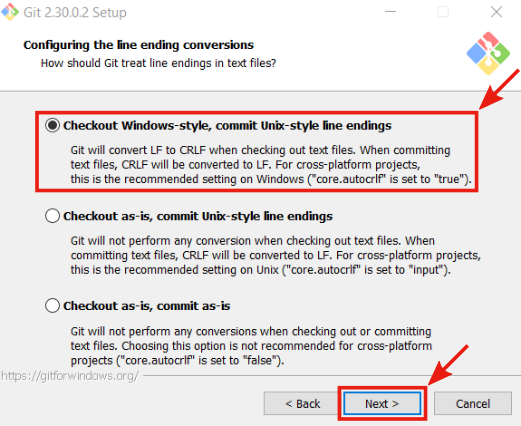 Git 2.30.0.2 Setup
Configuring the line ending conversions
How should Git treat line endings in text files?
Checkout Windows-style, commit Unix-style line endings
Git will convert LF to CRLF when checking out text files. When committing
text files, CRLF will be converted to LF. For cross-platform projects,
this is the recommended setting on Windows ("core.autocrlf" is set to "true").
Checkout as-is, commit Unix-style line endings
Git will not perform any conversion when checking out text files. When
committing text files, CRLF will be converted to LF. For cross-platform projects,
this is the recommended setting on Unix ("core.autocrlf" is set to "input").
Checkout as-is, commit as-is
Git will not perform any conversions when checking out or committing
text files. Choosing this option is not recommended for cross-platform
projects ("core.autocrlf" is set to "false").
https://gitforwindows.org/
< Back
Next >
Cancel